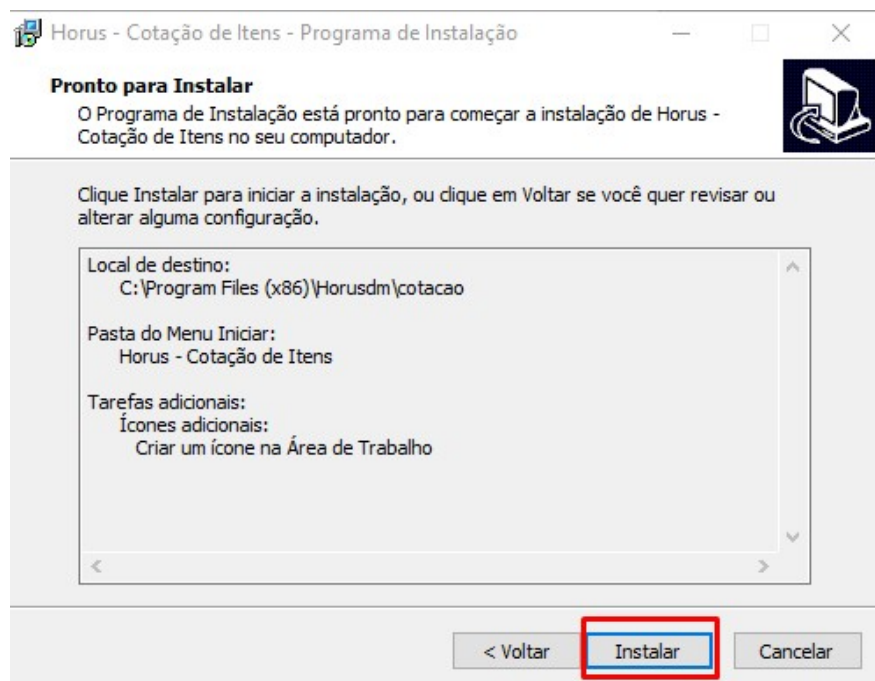 Horus - Cotação de Itens - Programa de Instalação
Pronto para Instalar
O Programa de Instalação está pronto para começar a instalação de Horus -
Cotação de Itens no seu computador.
Clique Instalar para iniciar a instalação, ou clique em Voltar se você quer revisar ou
alterar alguma configuração.
Local de destino:
C:\Program Files (x86)\Horusdm\cotacao
Pasta do Menu Iniciar:
Horus - Cotação de Itens
Tarefas adicionais:
Ícones adicionais:
Criar um ícone na Área de Trabalho
< Voltar
Instalar
Cancelar